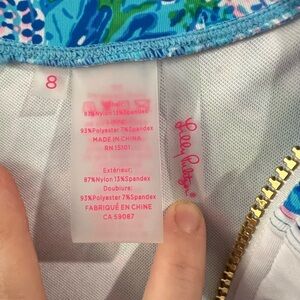 8
87%Nylon 13%Spandex
93%Polyester 7%Spandex
MADE IN CHINA
RN 15101
Extérieur;
87%Nylon 13%Spandex
Doublure:
93%Polyester 7%Spandex
FABRIQUÉ EN CHINE
CA 59087
Lilly Pulitzer